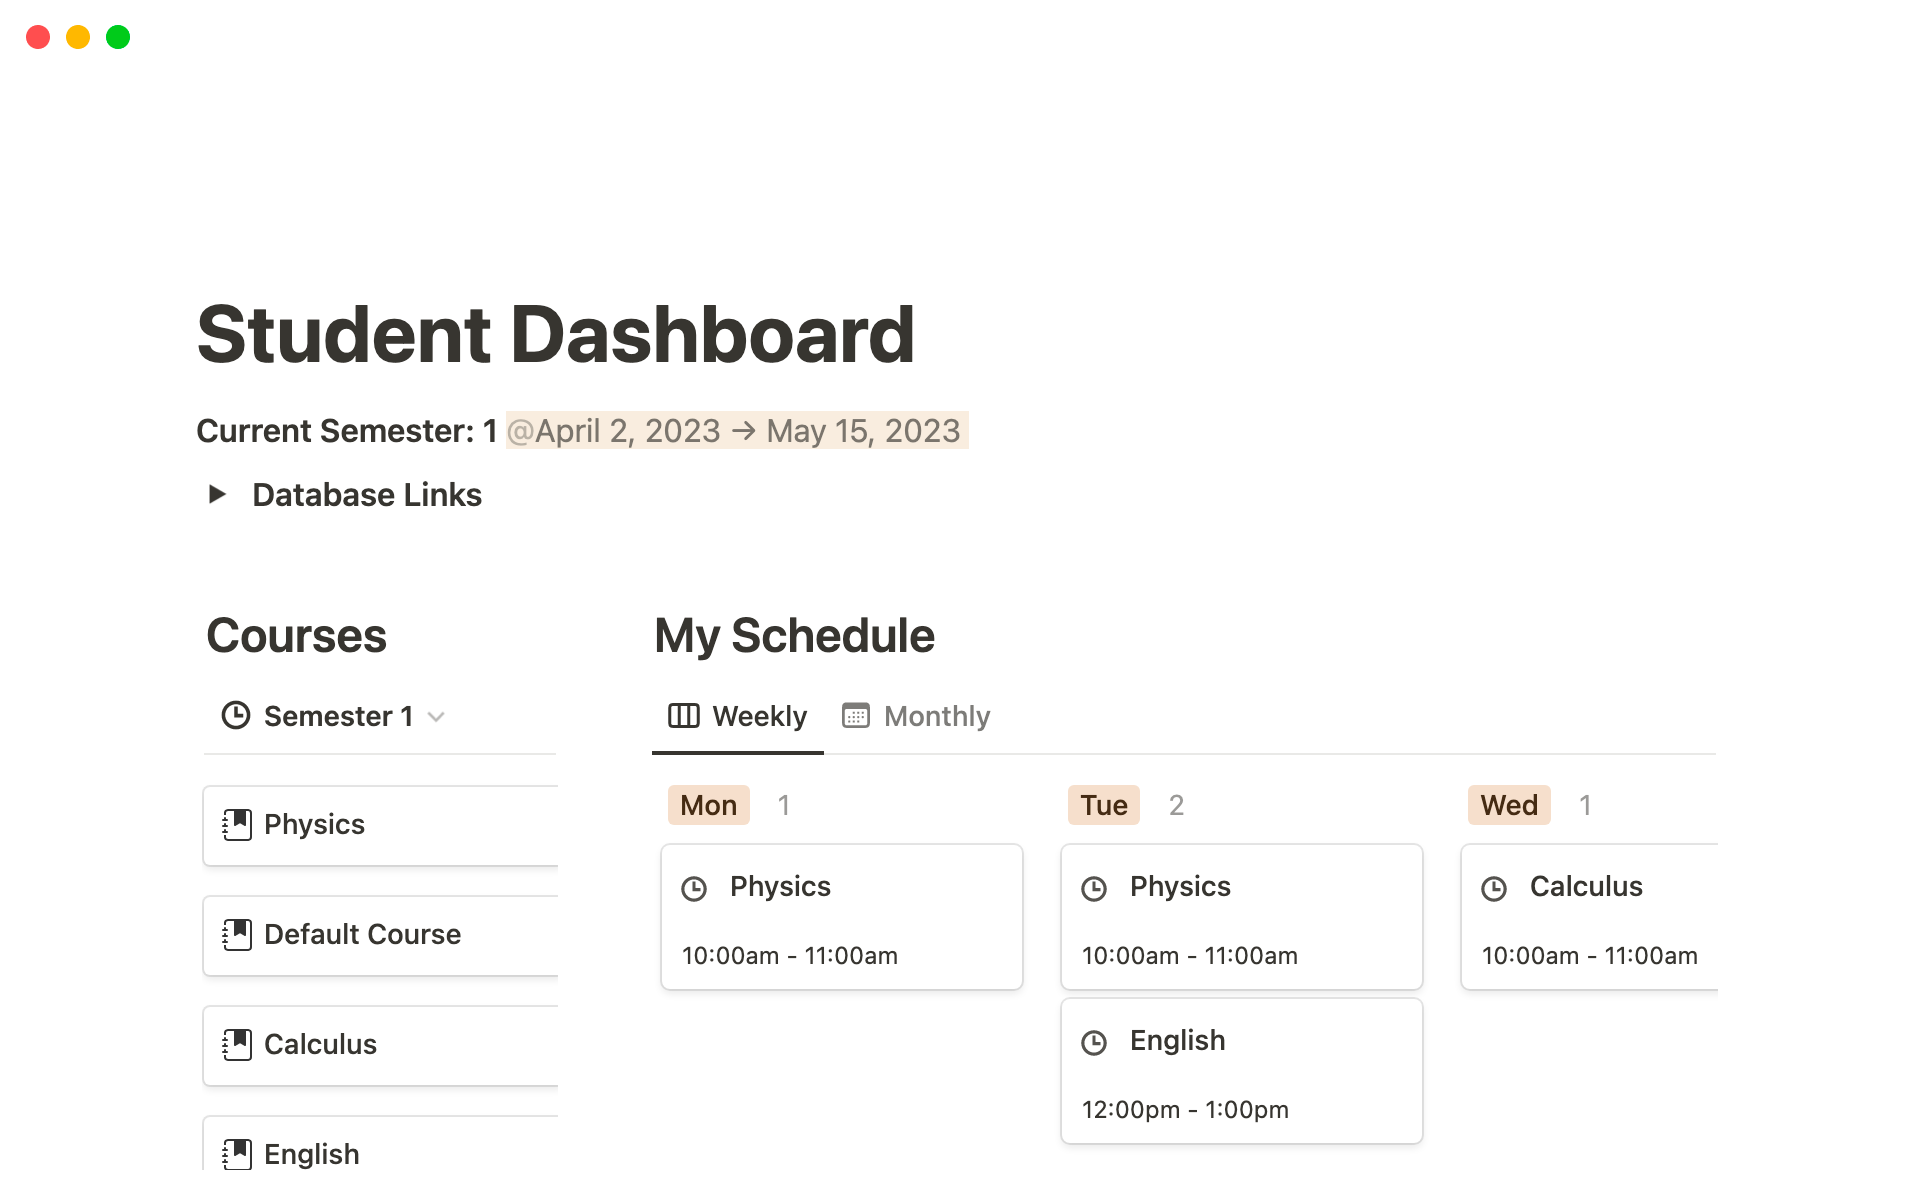 Student Dashboard
Current Semester: 1 @April 2, 2023 → May 15, 2023
Database Links
Courses
Semester 1
Physics
Default Course
Calculus
English
My Schedule
Weekly Monthly
Mon 1
Physics
10:00am - 11:00am
Tue 2
Physics
10:00am - 11:00am
English
12:00pm - 1:00pm
Wed 1
Calculus
10:00am - 11:00am